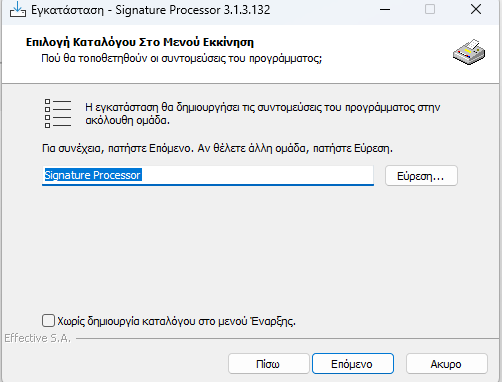 Εγκατάσταση - Signature Processor 3.1.3.132
Επιλογή Καταλόγου Στο Μενού Εκκίνηση
Πού θα τοποθετηθούν οι συντομεύσεις του προγράμματος;
Η εγκατάσταση θα δημιουργήσει τις συντομεύσεις του προγράμματος στην
ακόλουθη ομάδα.
Για συνέχεια, πατήστε Επόμενο. Αν θέλετε άλλη ομάδα, πατήστε Εύρεση.
Signature Processor
Εύρεση...
Χωρίς δημιουργία καταλόγου στο μενού Έναρξης.
Effective S.A.
Πίσω
Επόμενο
Ακυρο